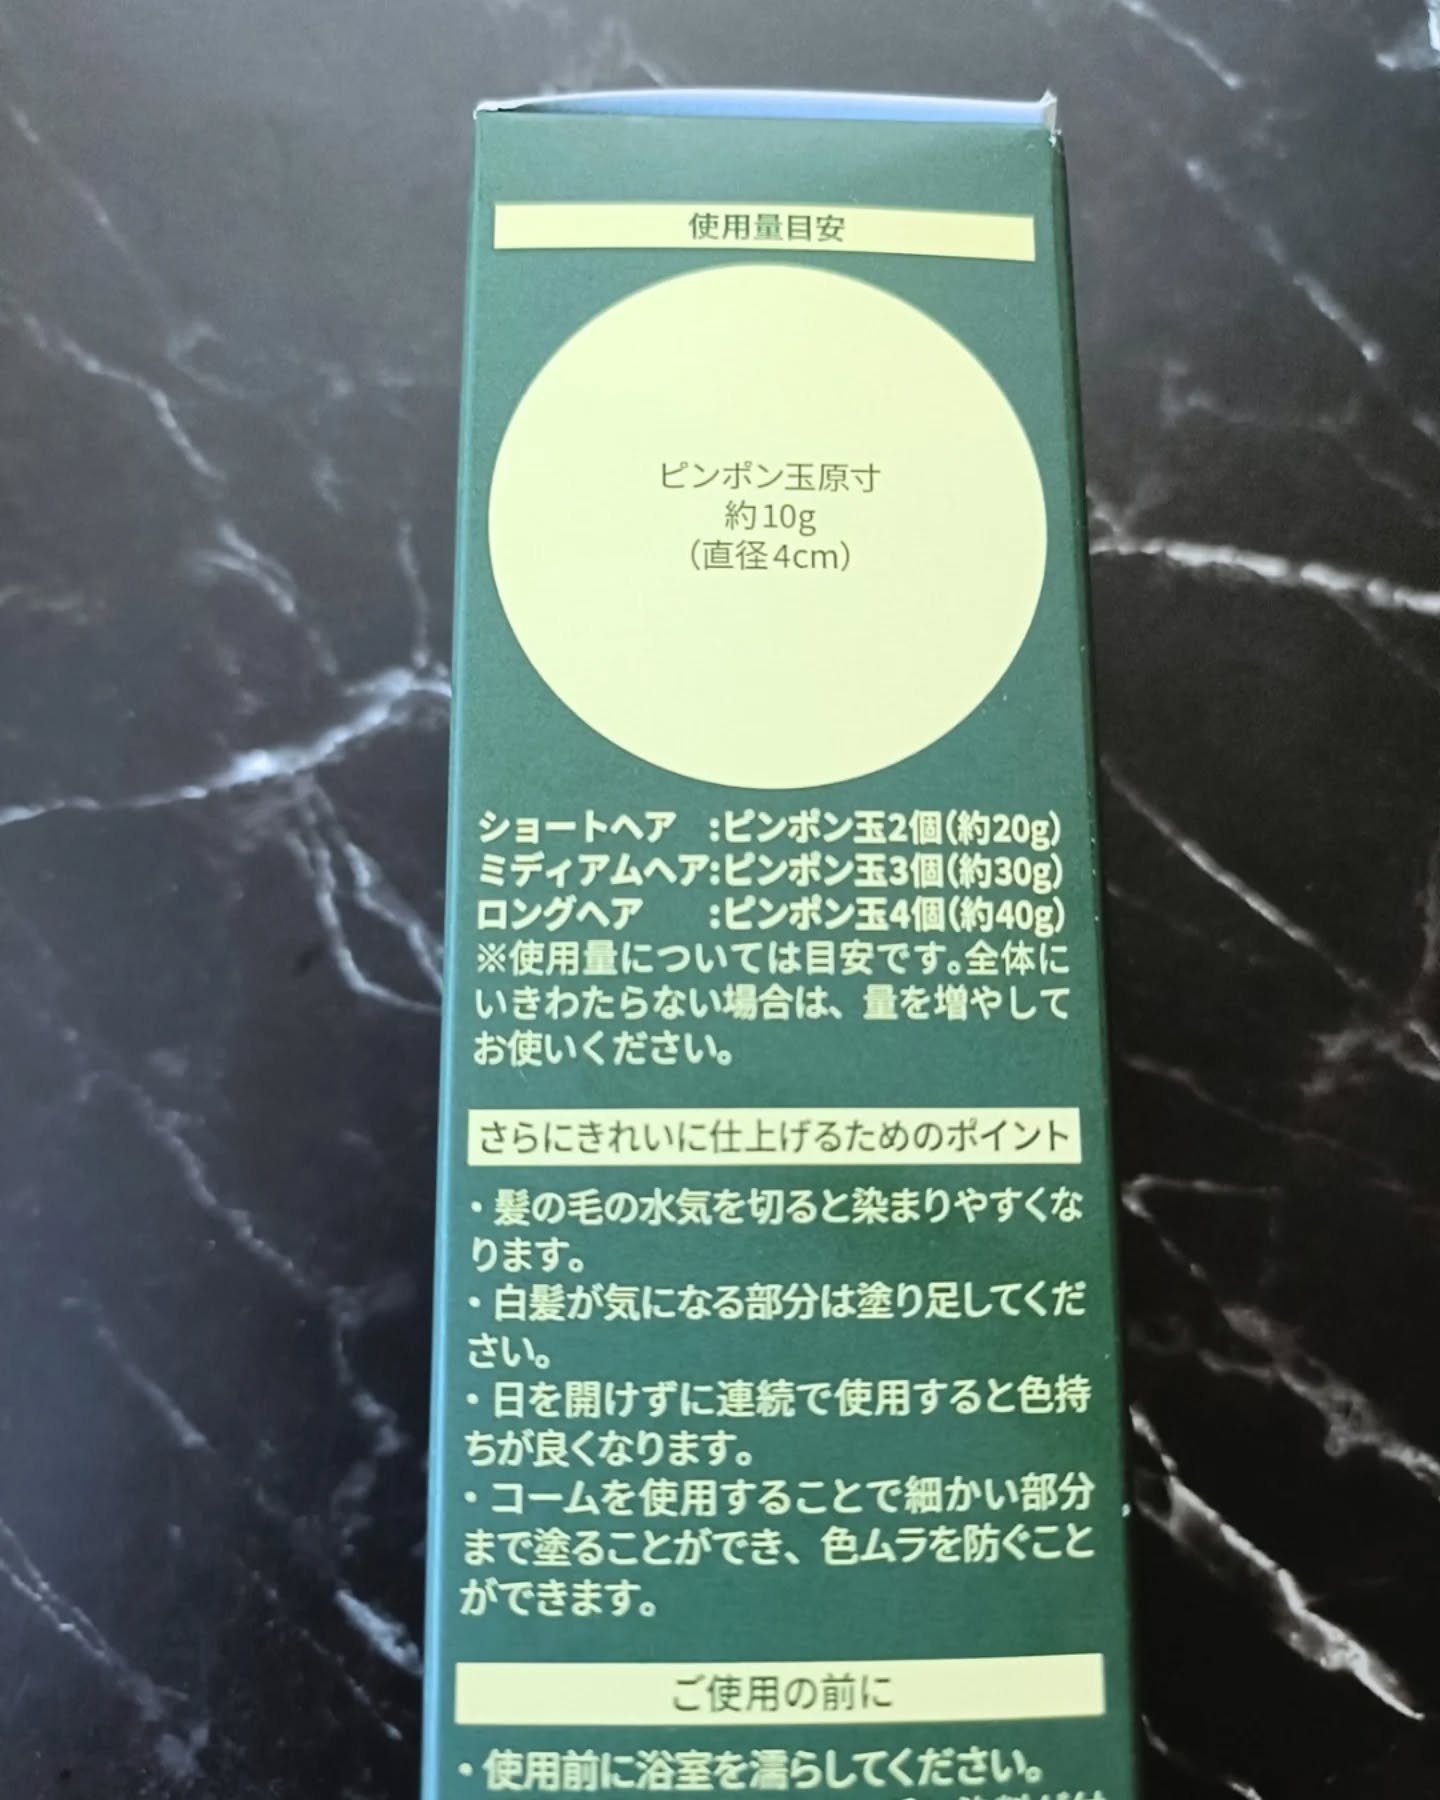 使用量目安
ピンポン玉原寸
約10g
（直径4cm）
ショートヘア　:ピンポン玉2個（約20g）
ミディアムヘア:ピンポン玉3個（約30g）
ロングヘア　　:ピンポン玉4個（約40g）
※使用量については目安です。全体に
いきわたらない場合は、量を増やして
お使いください。
さらにきれいに仕上げるためのポイント
・髪の毛の水気を切ると染まりやすくな
ります。
・白髪が気になる部分は塗り足してくだ
さい。
・日を開けずに連続で使用すると色持
ちが良くなります。
・コームを使用することで細かい部分
まで塗ることができ、色ムラを防ぐこと
ができます。
ご使用の前に
・使用前に浴室を濡らしてください。